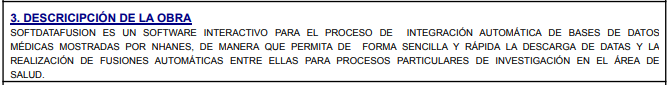 3. DESCRICIPCIÓN DE LA OBRA
SOFTDATAFUSION ES UN SOFTWARE INTERACTIVO PARA EL PROCESO DE INTEGRACIÓN AUTOMÁTICA DE BASES DE DATOS
MÉDICAS MOSTRADAS POR NHANES, DE MANERA QUE PERMITA DE FORMA SENCILLA Y RÁPIDA LA DESCARGA DE DATAS Y LA
REALIZACIÓN DE FUSIONES AUTOMÁTICAS ENTRE ELLAS PARA PROCESOS PARTICULARES DE INVESTIGACIÓN EN EL ÁREA DE
SALUD.